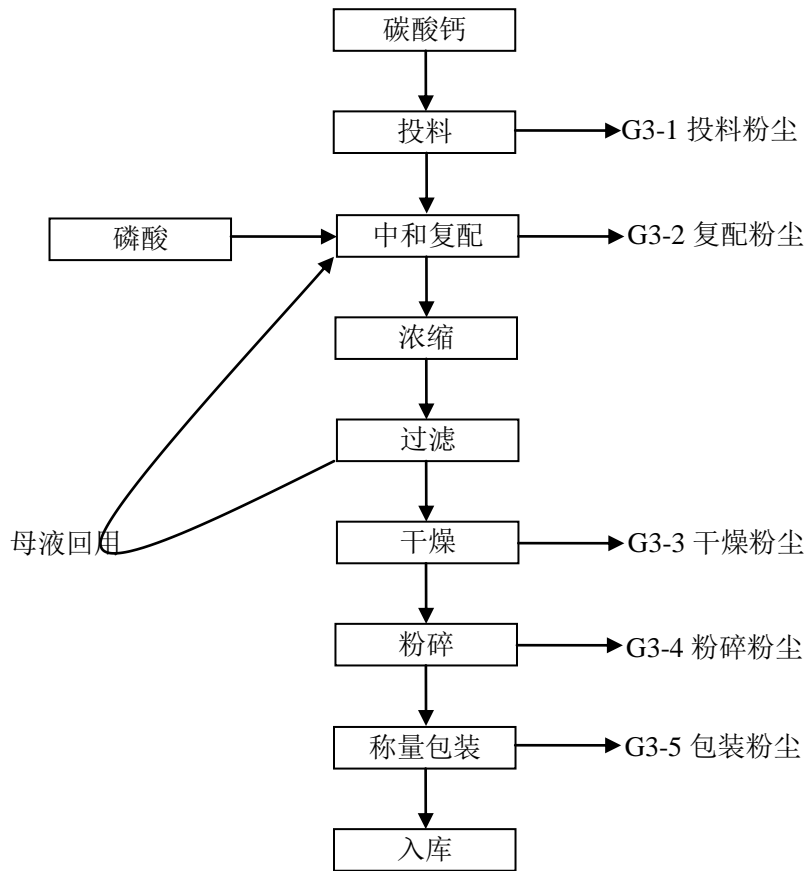 碳酸钙
投料
G3-1 投料粉尘
磷酸
中和复配
G3-2 复配粉尘
浓缩
过滤
母液回用
干燥
G3-3 干燥粉尘
粉碎
G3-4 粉碎粉尘
称量包装
G3-5 包装粉尘
入库